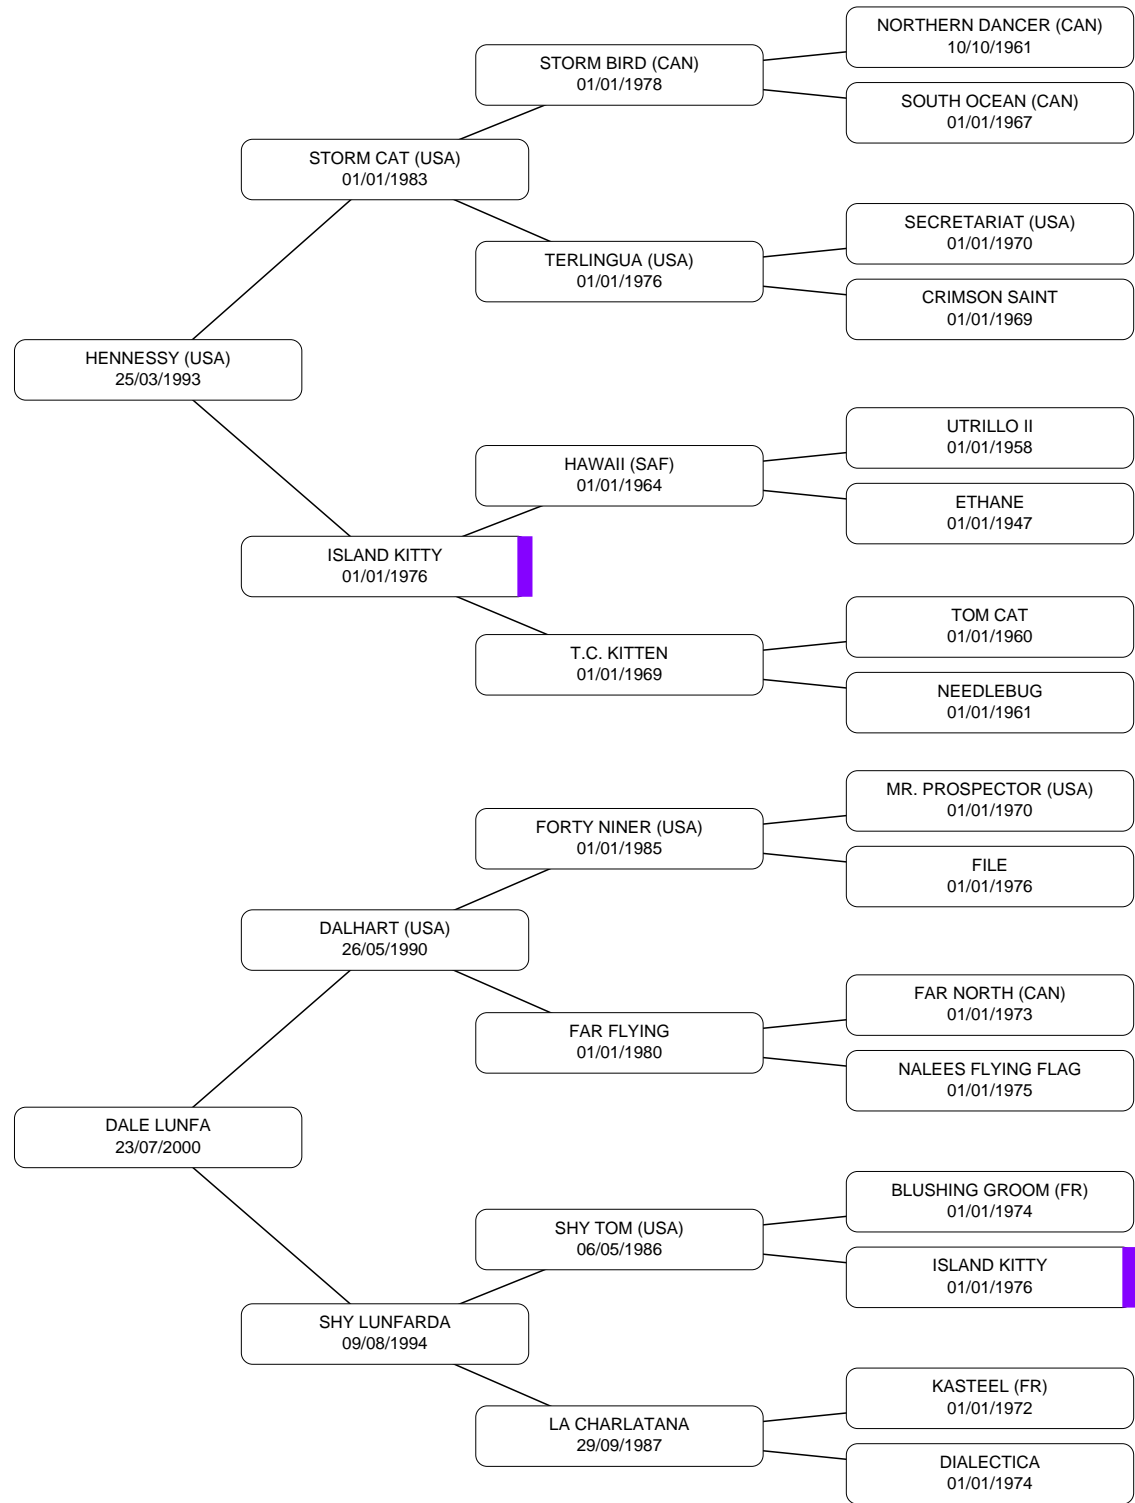 NORTHERN DANCER (CAN)
10/10/1961
STORM BIRD (CAN)
01/01/1978
SOUTH OCEAN (CAN)
01/01/1967
STORM CAT (USA)
01/01/1983
SECRETARIAT (USA)
01/01/1970
TERLINGUA (USA)
01/01/1976
CRIMSON SAINT
01/01/1969
HENNESSY (USA)
25/03/1993
UTRILLO II
01/01/1958
HAWAII (SAF)
01/01/1964
ETHANE
01/01/1947
ISLAND KITTY
01/01/1976
TOM CAT
01/01/1960
T.C. KITTEN
01/01/1969
NEEDLEBUG
01/01/1961
MR. PROSPECTOR (USA)
01/01/1970
FORTY NINER (USA)
01/01/1985
FILE
01/01/1976
DALHART (USA)
26/05/1990
FAR NORTH (CAN)
01/01/1973
FAR FLYING
01/01/1980
NALEES FLYING FLAG
01/01/1975
DALE LUNFA
23/07/2000
BLUSHING GROOM (FR)
01/01/1974
SHY TOM (USA)
06/05/1986
ISLAND KITTY
01/01/1976
SHY LUNFARDA
09/08/1994
KASTEEL (FR)
01/01/1972
LA CHARLATANA
29/09/1987
DIALECTICA
01/01/1974